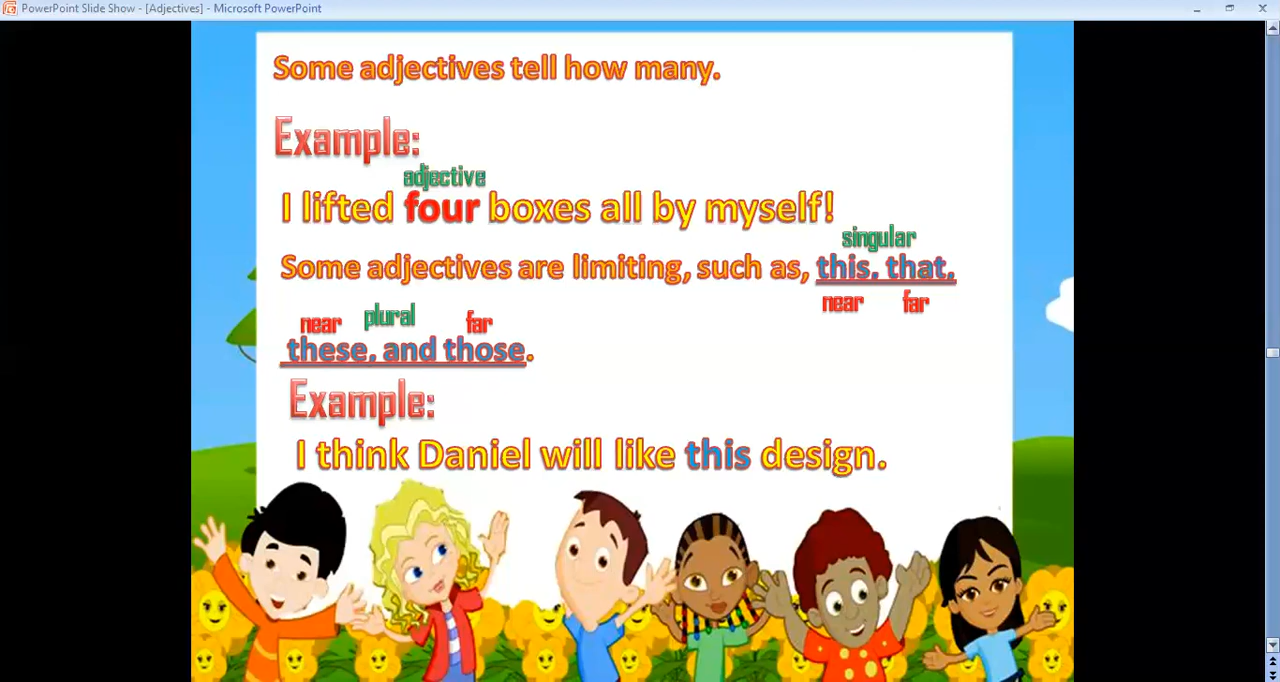 PowerPoint Slide Show - [Adjectives] - Microsoft PowerPoint
Some adjectives tell how many.
Example:
adjective
I lifted four boxes all by myself!
singular
Some adjectives are limiting, such as, this, that,
near far
near plural far
these, and those.
Example:
I think Daniel will like this design.